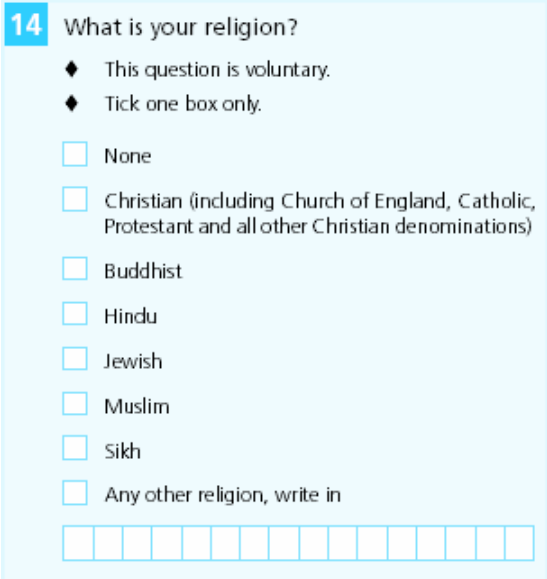 14 What is your religion?
♦ This question is voluntary.
♦ Tick one box only.
None
Christian (including Church of England, Catholic,
Protestant and all other Christian denominations)
Buddhist
Hindu
Jewish
Muslim
Sikh
Any other religion, write in